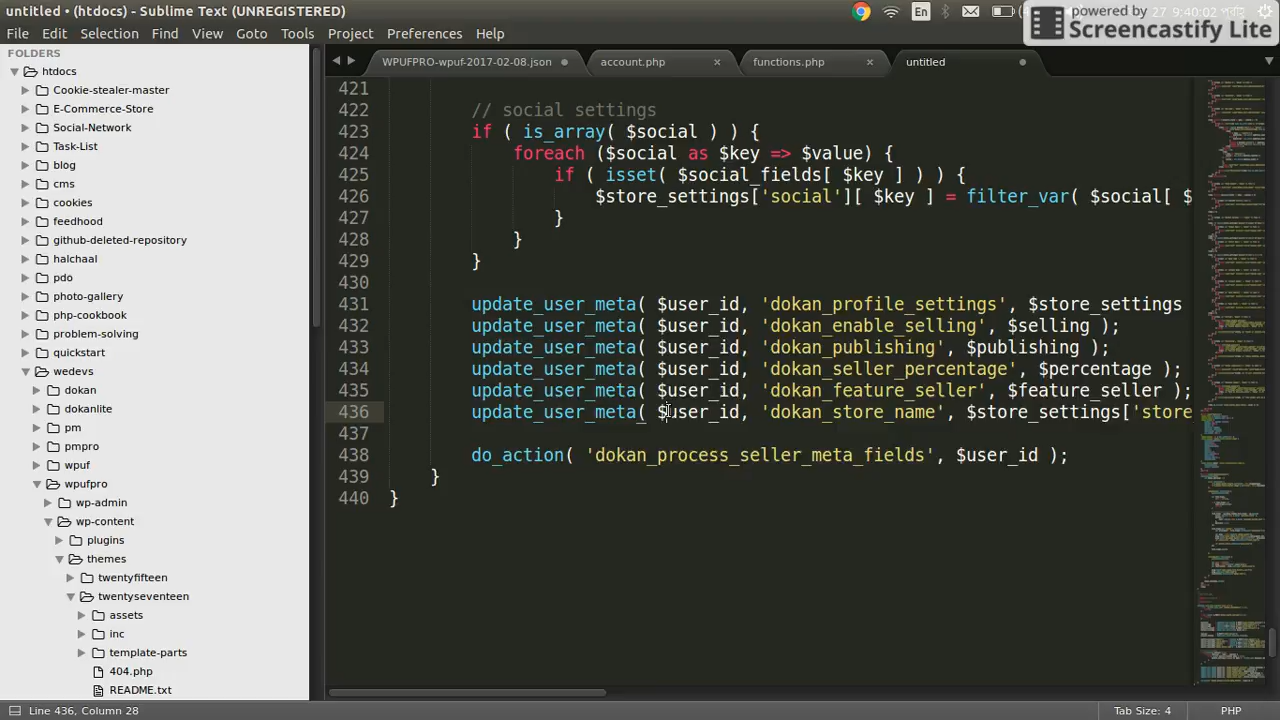 untitled • (htdocs) - Sublime Text (UNREGISTERED)
En
27 9:40:02
powered by
Screencastify Lite
File Edit Selection Find View Goto Tools Project Preferences Help
FOLDERS
htdocs
Cookie-stealer-master
E-Commerce-Store
Social-Network
Task-List
blog
cms
cookies
feedhood
github-deleted-repository
halchaal
pdo
photo-gallery
php-cookbook
problem-solving
quickstart
wedevs
dokan
dokanlite
pm
pmpro
wpuf
wpufpro
wp-admin
wp-content
plugins
themes
twentyfifteen
twentyseventeen
assets
inc
template-parts
404.php
README.txt
WPUFPRO-wpuf-2017-02-08.json account.php functions.php untitled
421
422 // social settings
423 if ( is_array( $social ) ) {
424 foreach ($social as $key => $value) {
425 if ( isset( $social_fields[ $key ] ) ) {
426 $store_settings['social'][ $key ] = filter_var( $social[ $
427 }
428 }
429 }
430
431 update_user_meta( $user_id, 'dokan_profile_settings', $store_settings
432 update_user_meta( $user_id, 'dokan_enable_selling', $selling );
433 update_user_meta( $user_id, 'dokan_publishing', $publishing );
434 update_user_meta( $user_id, 'dokan_seller_percentage', $percentage );
435 update_user_meta( $user_id, 'dokan_feature_seller', $feature_seller );
436 update_user_meta( $user_id, 'dokan_store_name', $store_settings['store
437
438 do_action( 'dokan_process_seller_meta_fields', $user_id );
439 }
440 }
Line 436, Column 28
Tab Size: 4
PHP